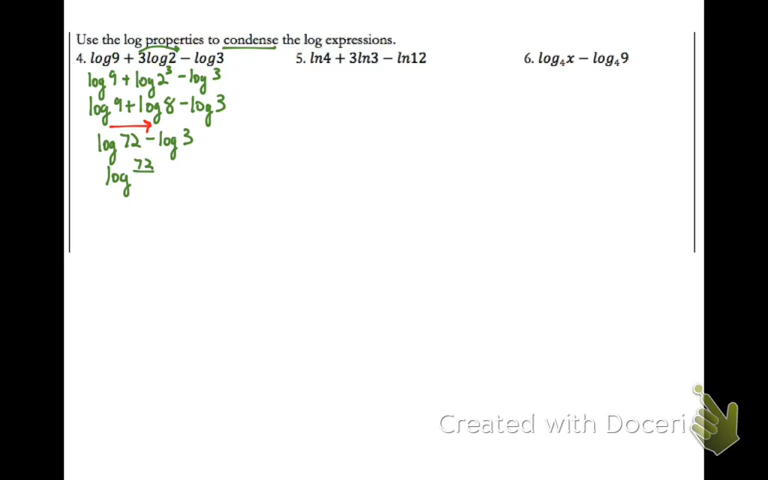 Use the log properties to condense the log expressions.
4. log9 + 3log2 − log3 5. ln4 + 3ln3 − ln12 6. log₄x − log₄9
log 9 + log 2³ − log 3
log 9 + log 8 − log 3
log 72 − log 3
log 72
Created with Doceri